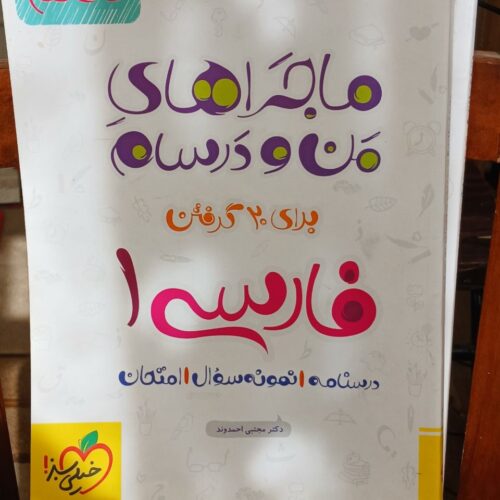 ماجراهای
من و درسام
برای ۲۰ گرفتن
فارسی ۱
درسنامه | نمونه سؤال | امتحان
دکتر مجتبی احمدوند
خیلی سبز!